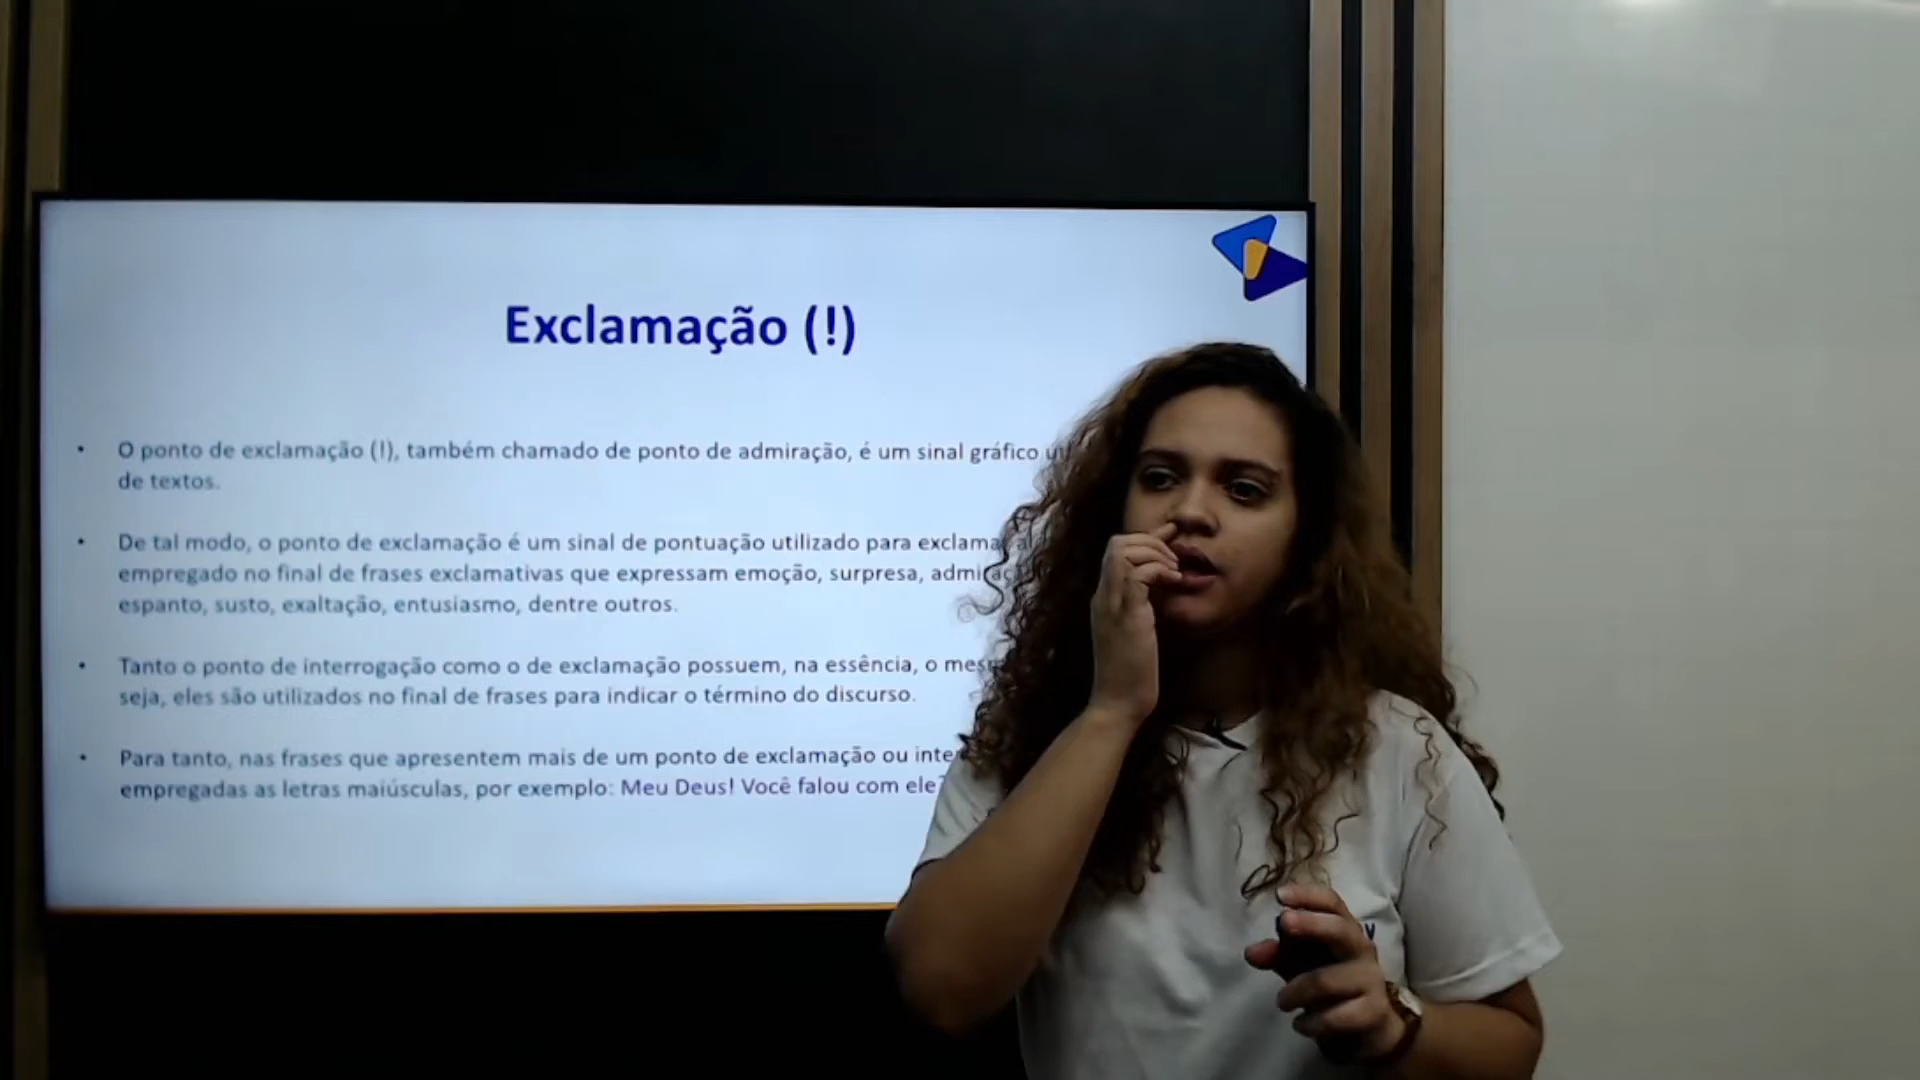 Exclamação (!)
• O ponto de exclamação (!), também chamado de ponto de admiração, é um sinal gráfico
de textos.
• De tal modo, o ponto de exclamação é um sinal de pontuação utilizado para
empregado no final de frases exclamativas que expressam emoção, surpresa,
espanto, susto, exaltação, entusiasmo, dentre outros.
• Tanto o ponto de interrogação como o de exclamação possuem, na essência, o
seja, eles são utilizados no final de frases para indicar o término do discurso.
• Para tanto, nas frases que apresentem mais de um ponto de exclamação ou
empregadas as letras maiúsculas, por exemplo: Meu Deus! Você falou com ele?